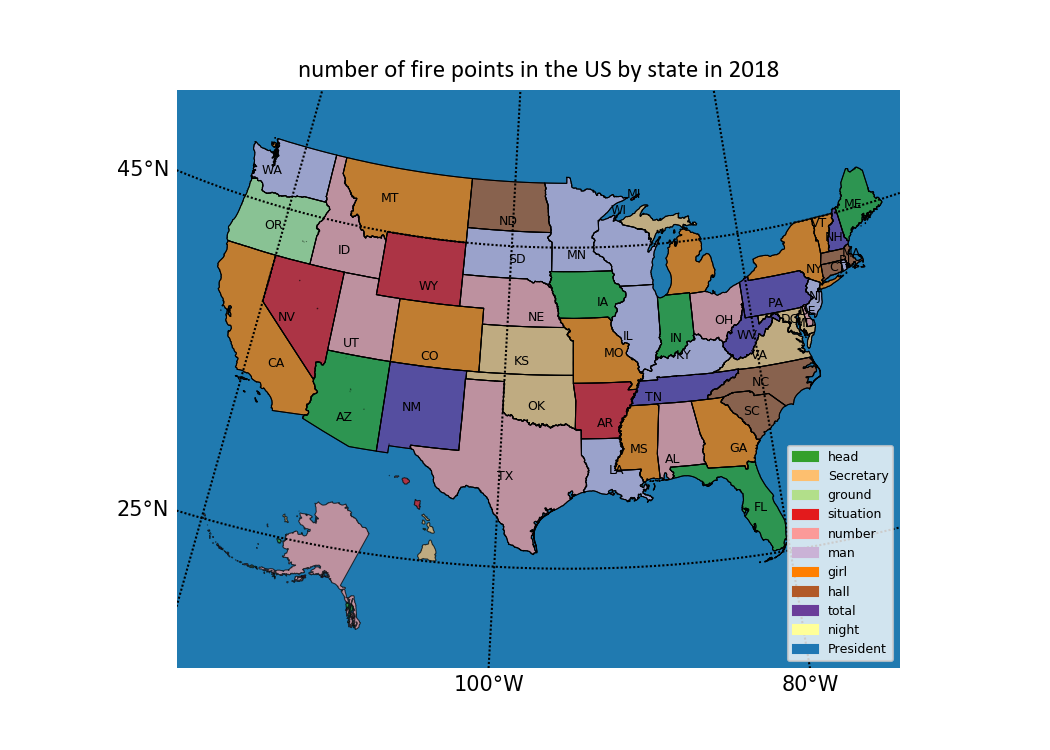 number of fire points in the US by state in 2018
45°N
25°N
100°W
80°W
WA
OR
CA
NV
ID
MT
WY
UT
CO
AZ
NM
ND
SD
NE
KS
OK
TX
MN
IA
MO
AR
LA
WI
MI
IL
IN
OH
KY
TN
MS
AL
GA
FL
SC
NC
VA
WV
PA
NY
VT
NH
ME
MA
CT
NJ
MD
head
Secretary
ground
situation
number
man
girl
hall
total
night
President